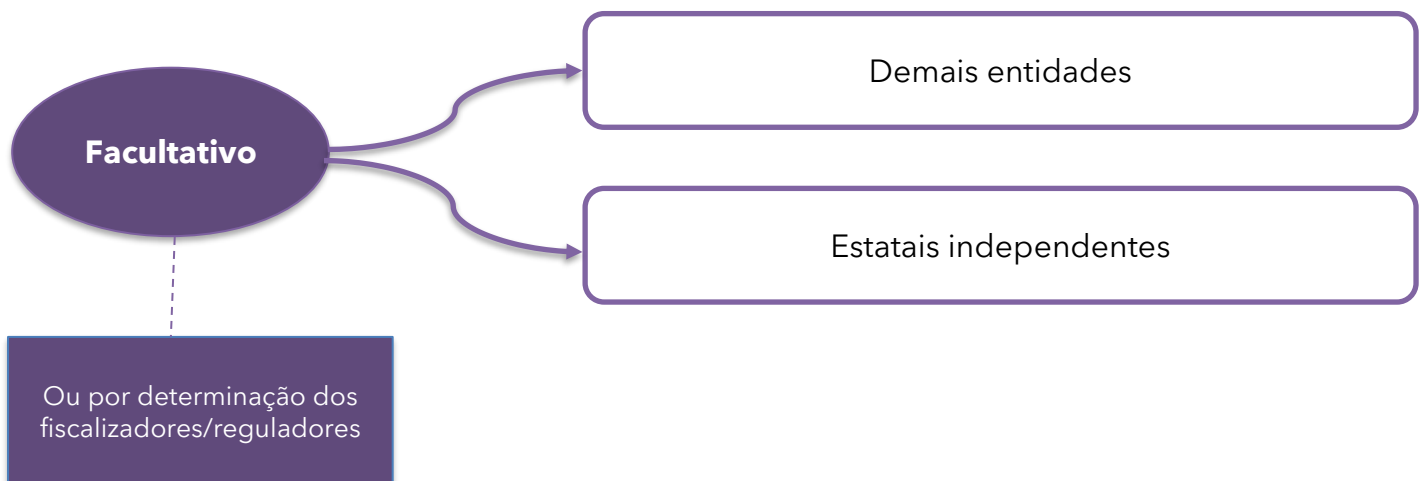 Demais entidades
Facultativo
Estatais independentes
Ou por determinação dos
fiscalizadores/reguladores